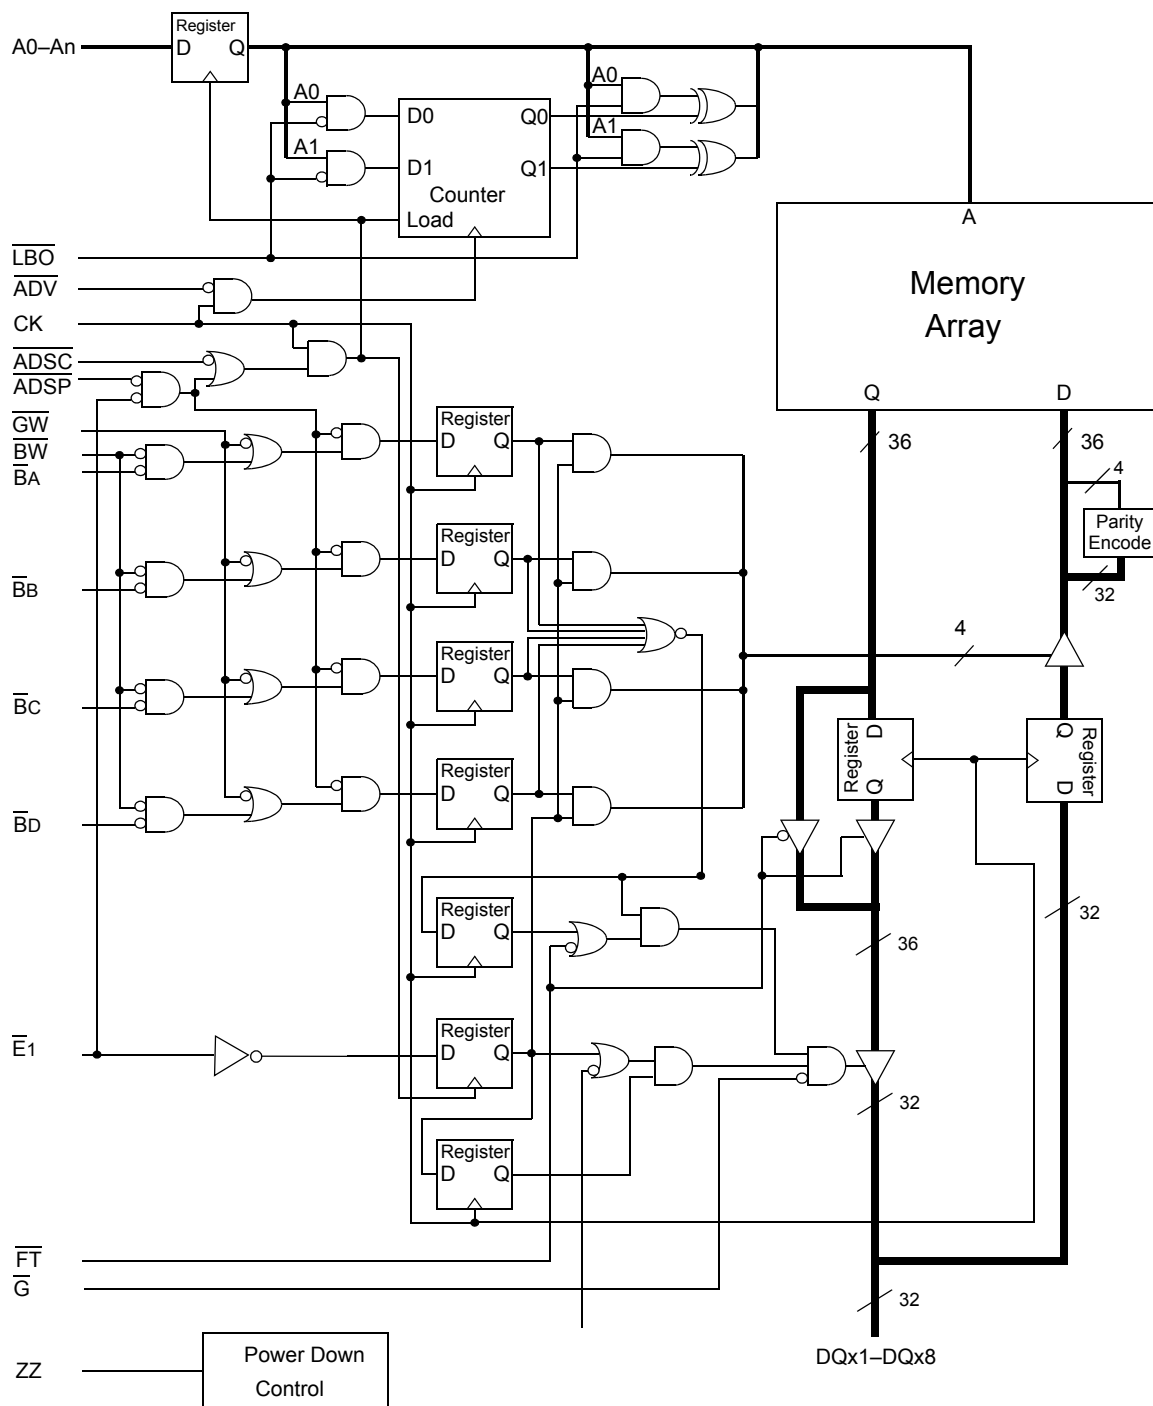 Register
A0–An D Q
A0 A0
D0 Q0
A1 A1
D1 Q1
Counter
Load
A
LBO
ADV
CK
ADSC
ADSP
Memory
Array
Q D
GW
BW
BA
Register
D Q
36 36
4
Parity
Encode
32
BB
Register
D Q
4
BC
Register
D Q
Register D Q
Q D Register
BD
Register
D Q
Register
D Q
32
36
E1
Register
D Q
32
Register
D Q
FT
G
32
DQx1–DQx8
ZZ
Power Down
Control